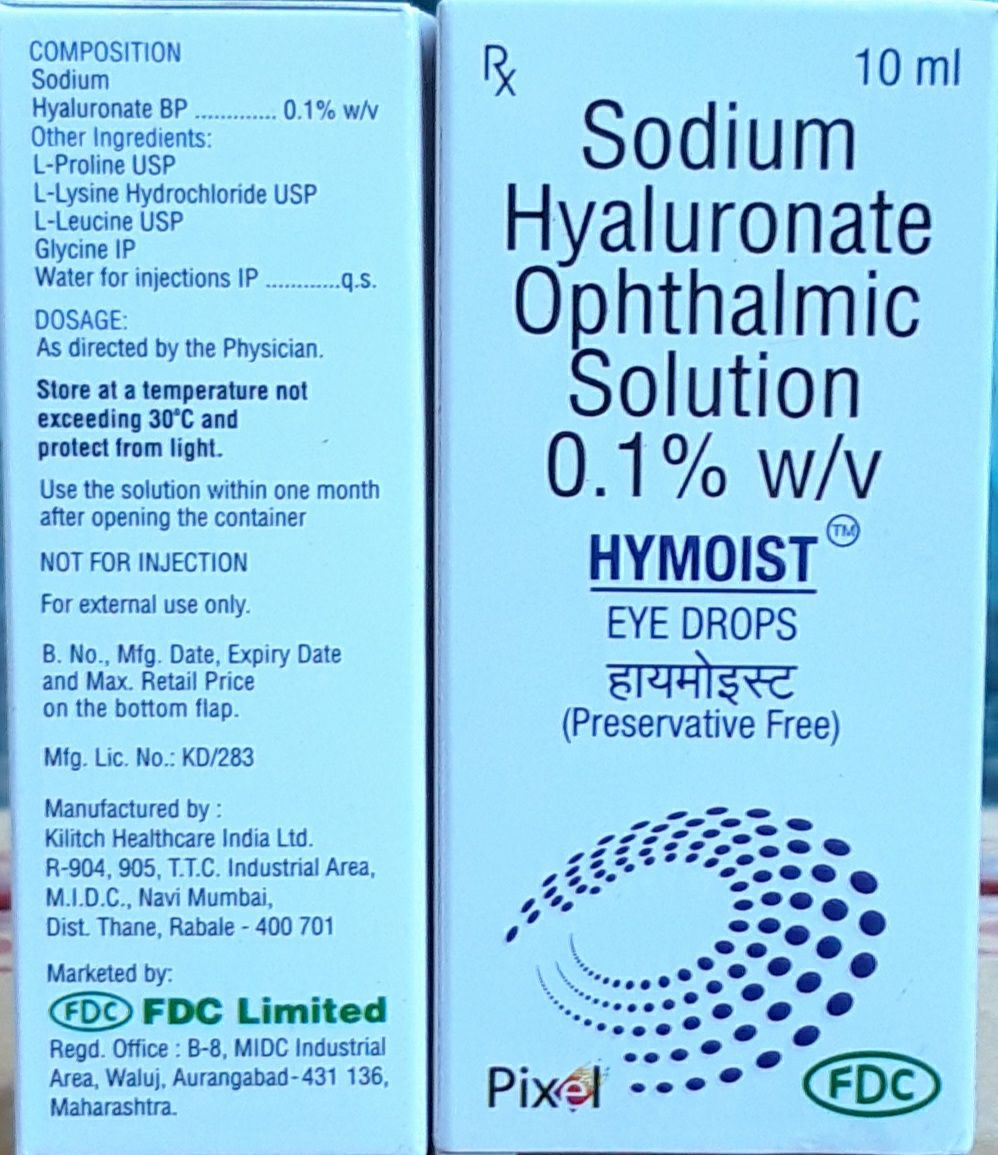 COMPOSITION
Sodium
Hyaluronate BP ............. 0.1% w/v
Other Ingredients:
L-Proline USP
L-Lysine Hydrochloride USP
L-Leucine USP
Glycine IP
Water for injections IP ............q.s.
DOSAGE:
As directed by the Physician.
Store at a temperature not
exceeding 30°C and
protect from light.
Use the solution within one month
after opening the container
NOT FOR INJECTION
For external use only.
B. No., Mfg. Date, Expiry Date
and Max. Retail Price
on the bottom flap.
Mfg. Lic. No.: KD/283
Manufactured by :
Kilitch Healthcare India Ltd.
R-904, 905, T.T.C. Industrial Area,
M.I.D.C., Navi Mumbai,
Dist. Thane, Rabale - 400 701
Marketed by:
FDC FDC Limited
Regd. Office : B-8, MIDC Industrial
Area, Waluj, Aurangabad-431 136,
Maharashtra.
Rx 10 ml
Sodium
Hyaluronate
Ophthalmic
Solution
0.1% w/v
HYMOIST TM
EYE DROPS
हायमोइस्ट
(Preservative Free)
Pixel FDC